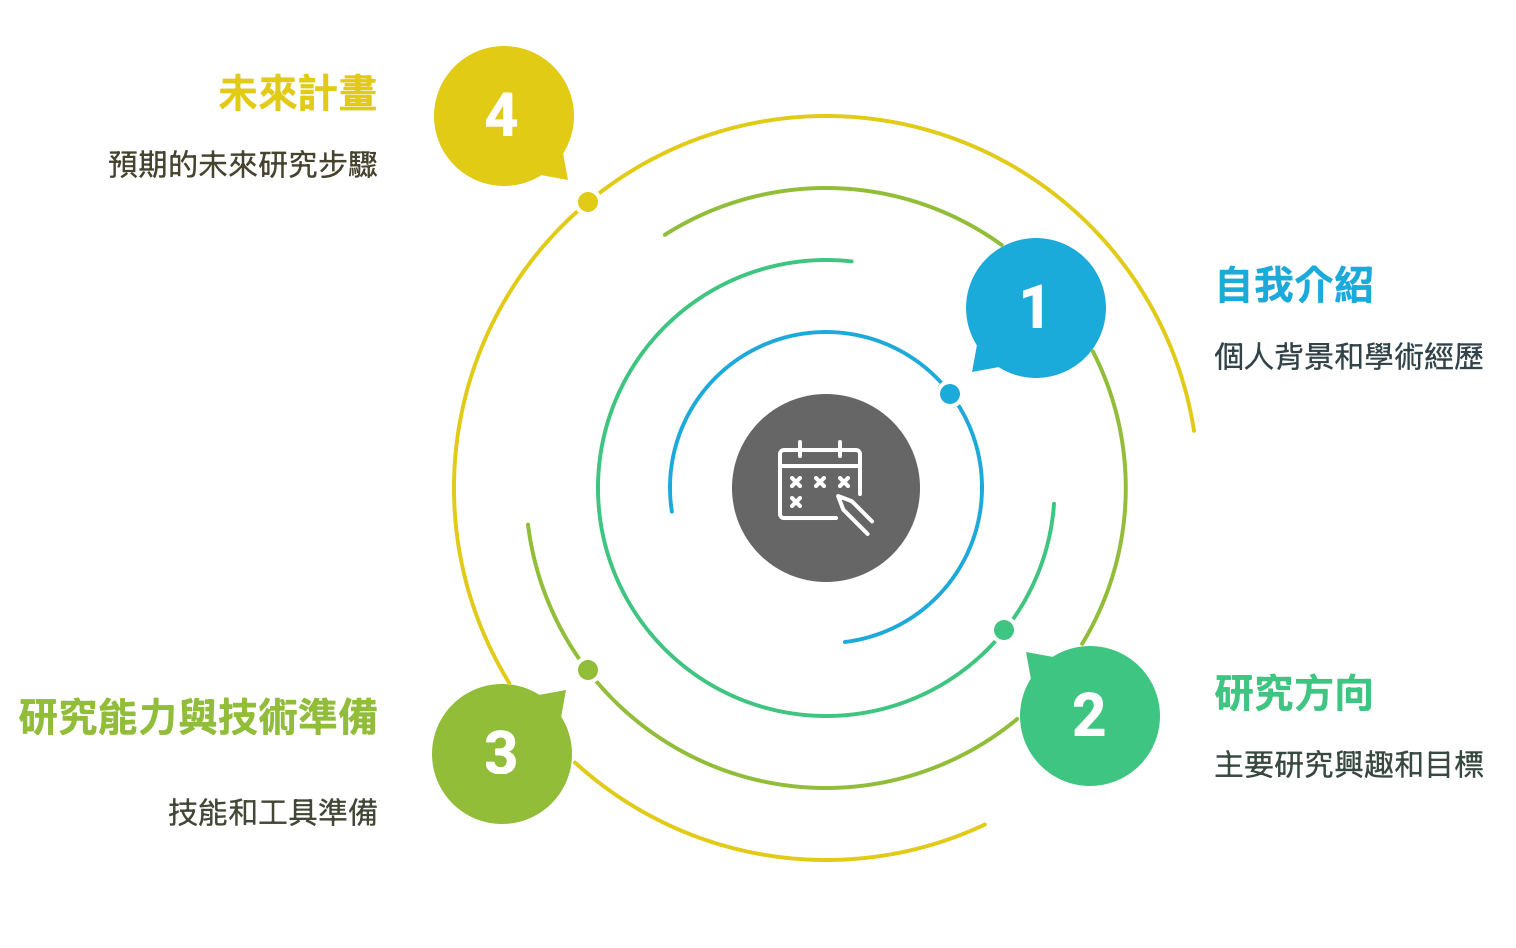 1
自我介紹
個人背景和學術經歷
2
研究方向
主要研究興趣和目標
3
研究能力與技術準備
技能和工具準備
4
未來計畫
預期的未來研究步驟